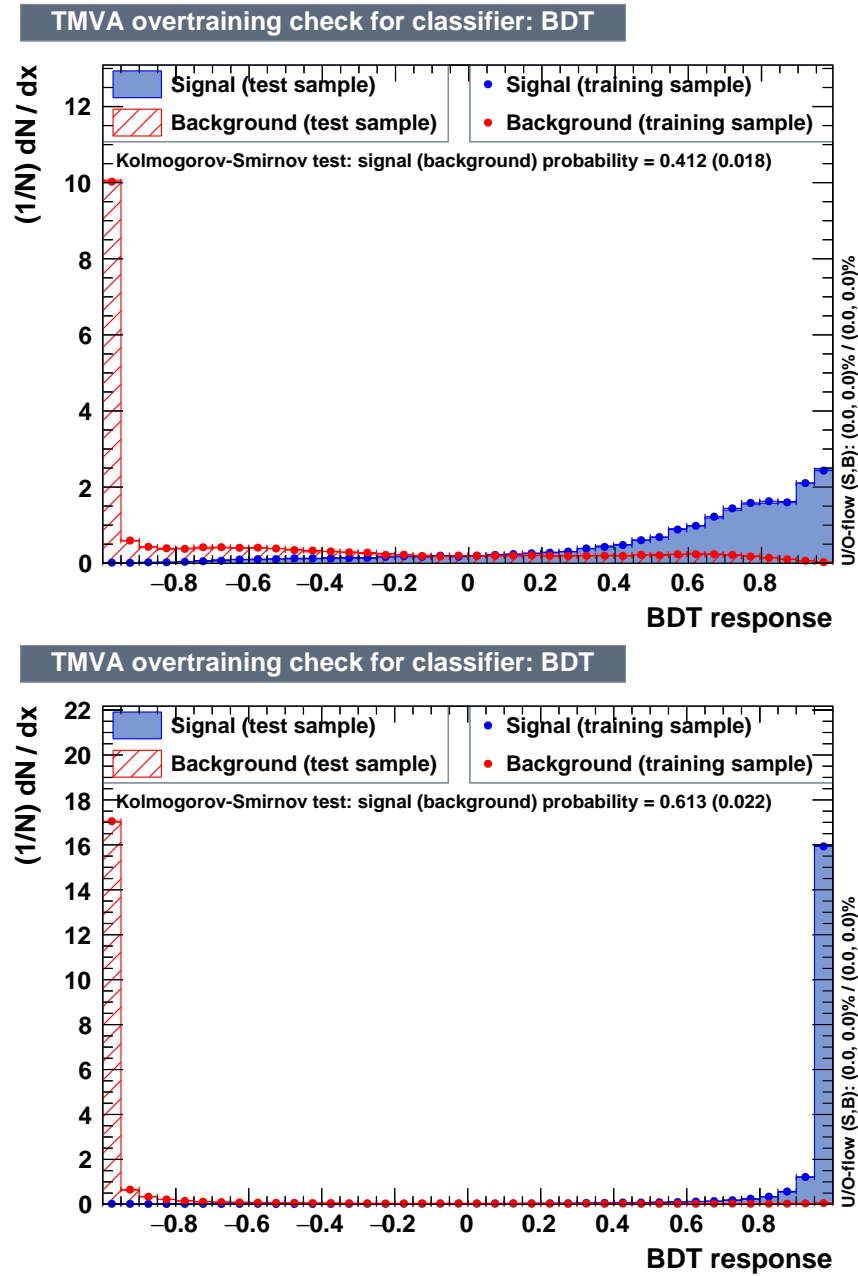 TMVA overtraining check for classifier: BDT
Signal (test sample)
Background (test sample)
Signal (training sample)
Background (training sample)
Kolmogorov-Smirnov test: signal (background) probability = 0.412 (0.018)
(1/N) dN / dx
12
10
8
6
4
2
0
−0.8 −0.6 −0.4 −0.2 0 0.2 0.4 0.6 0.8
BDT response
U/O-flow (S,B): (0.0, 0.0)% / (0.0, 0.0)%
TMVA overtraining check for classifier: BDT
Signal (test sample)
Background (test sample)
Signal (training sample)
Background (training sample)
Kolmogorov-Smirnov test: signal (background) probability = 0.613 (0.022)
(1/N) dN / dx
22
20
18
16
14
12
10
8
6
4
2
0
−0.8 −0.6 −0.4 −0.2 0 0.2 0.4 0.6 0.8
BDT response
U/O-flow (S,B): (0.0, 0.0)% / (0.0, 0.0)%